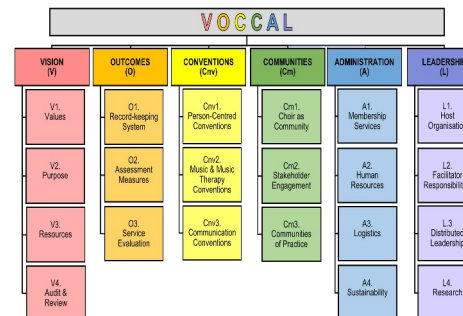 VOCCAL
VISION
(V)
V1.
Values
V2.
Purpose
V3.
Resources
V4.
Audit &
Review
OUTCOMES
(O)
O1.
Record-keeping
System
O2.
Assessment
Measures
O3.
Service
Evaluation
CONVENTIONS
(Cnv)
Cnv1.
Person-Centred
Conventions
Cnv2.
Music & Music
Therapy
Conventions
Cnv3.
Communication
Conventions
COMMUNITIES
(Cm)
Cm1.
Choir as
Community
Cm2.
Stakeholder
Engagement
Cm3.
Communities
of Practice
ADMINISTRATION
(A)
A1.
Membership
Services
A2.
Human
Resources
A3.
Logistics
A4.
Sustainability
LEADERSHIP
(L)
L1.
Host
Organisation
L2.
Facilitator
Responsibili
L.3
Distributed
Leadership
L4.
Research